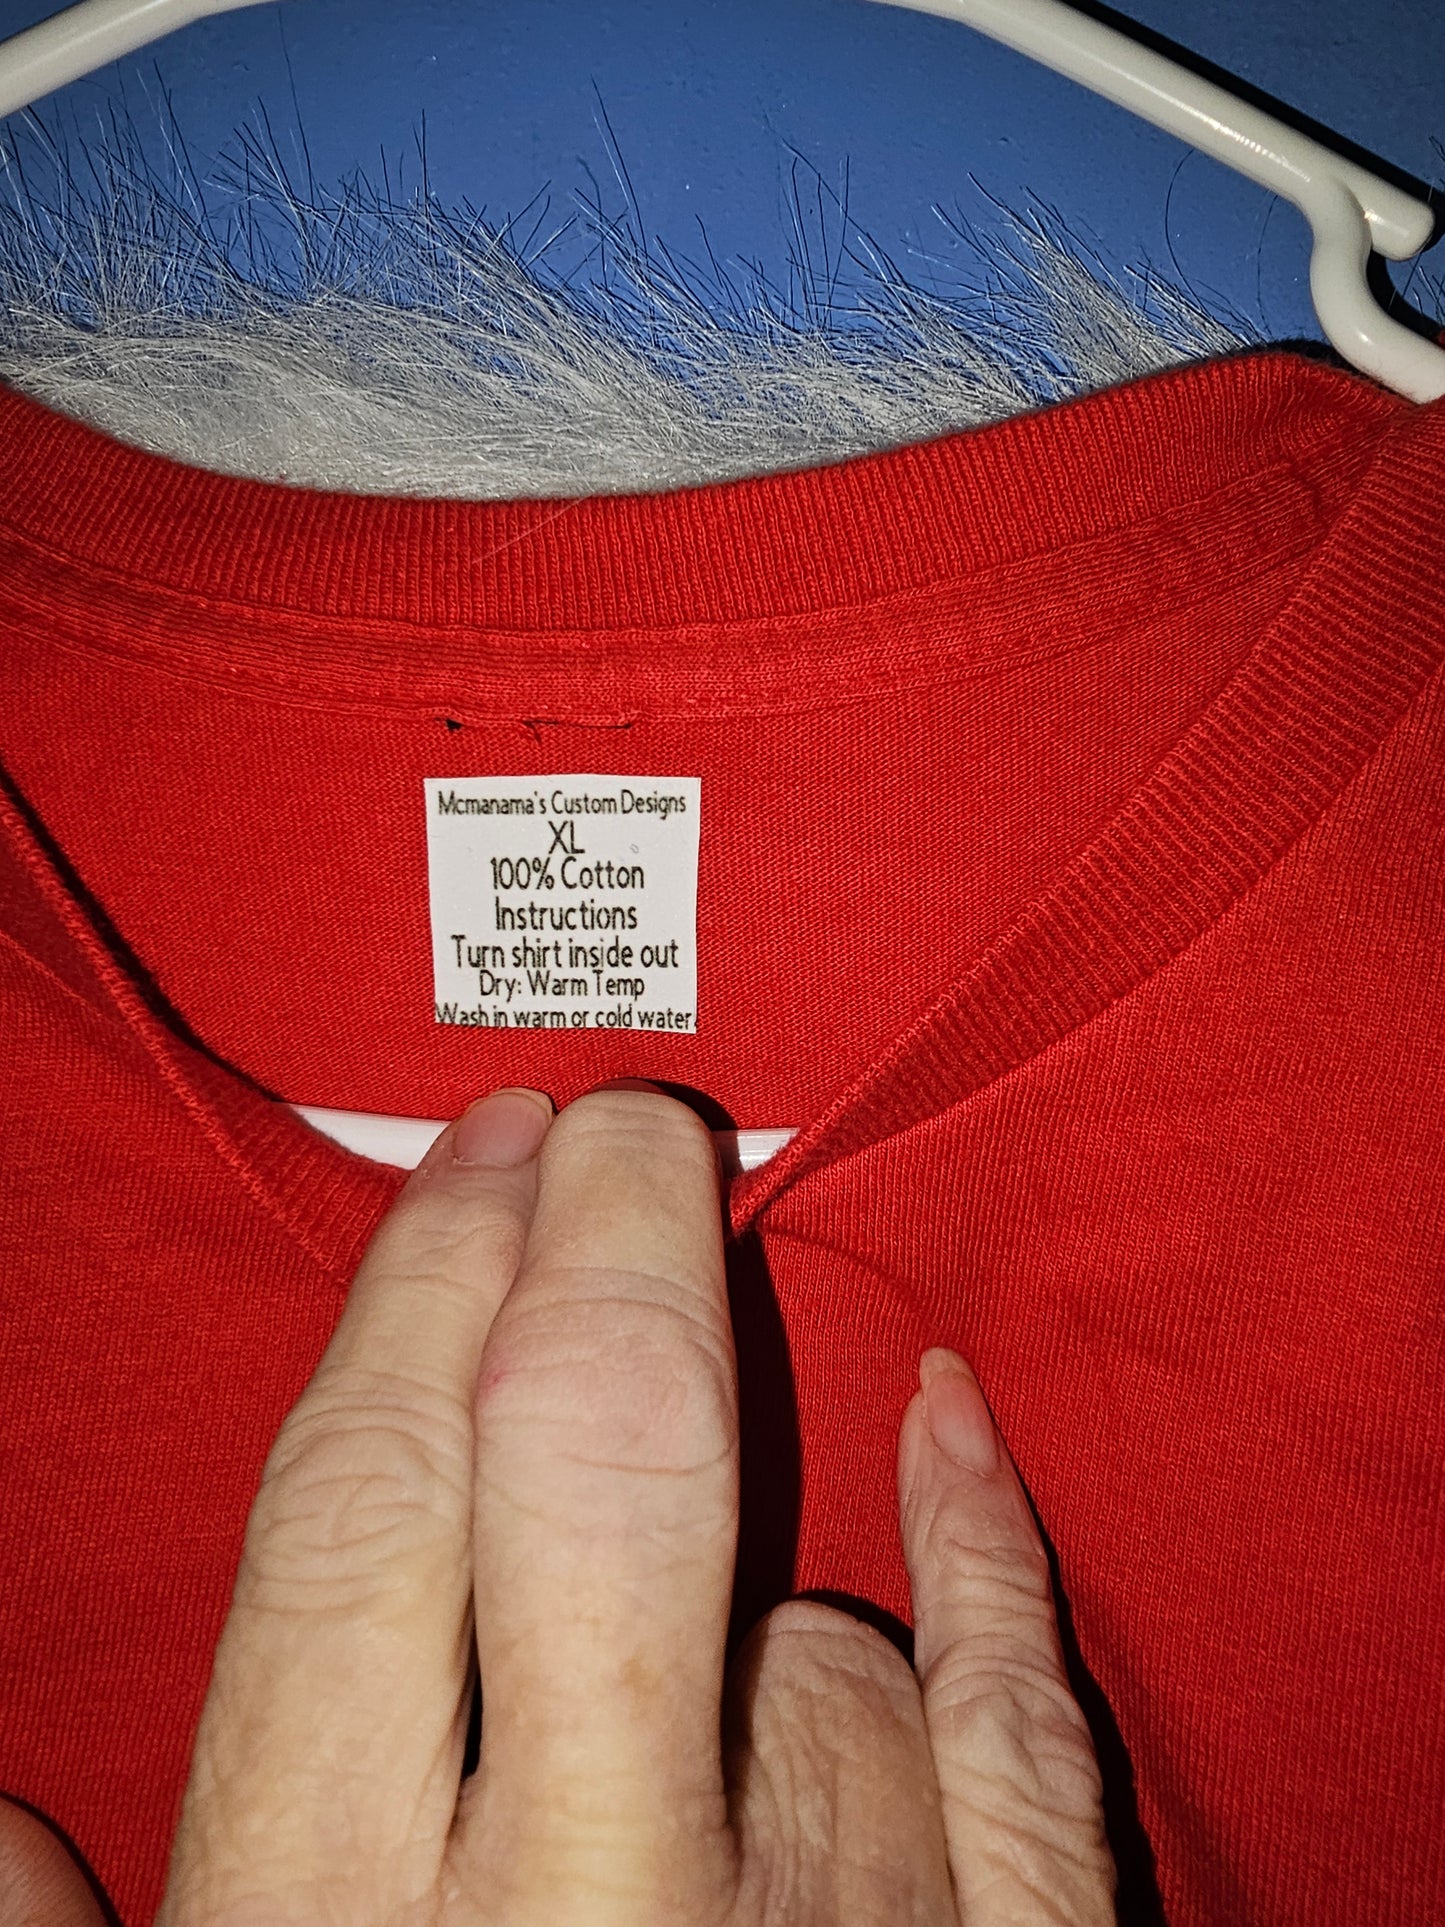 Mcmanama's Custom Designs
XL
100% Cotton
Instructions
Turn shirt inside out
Dry: Warm Temp
Wash in warm or cold water.